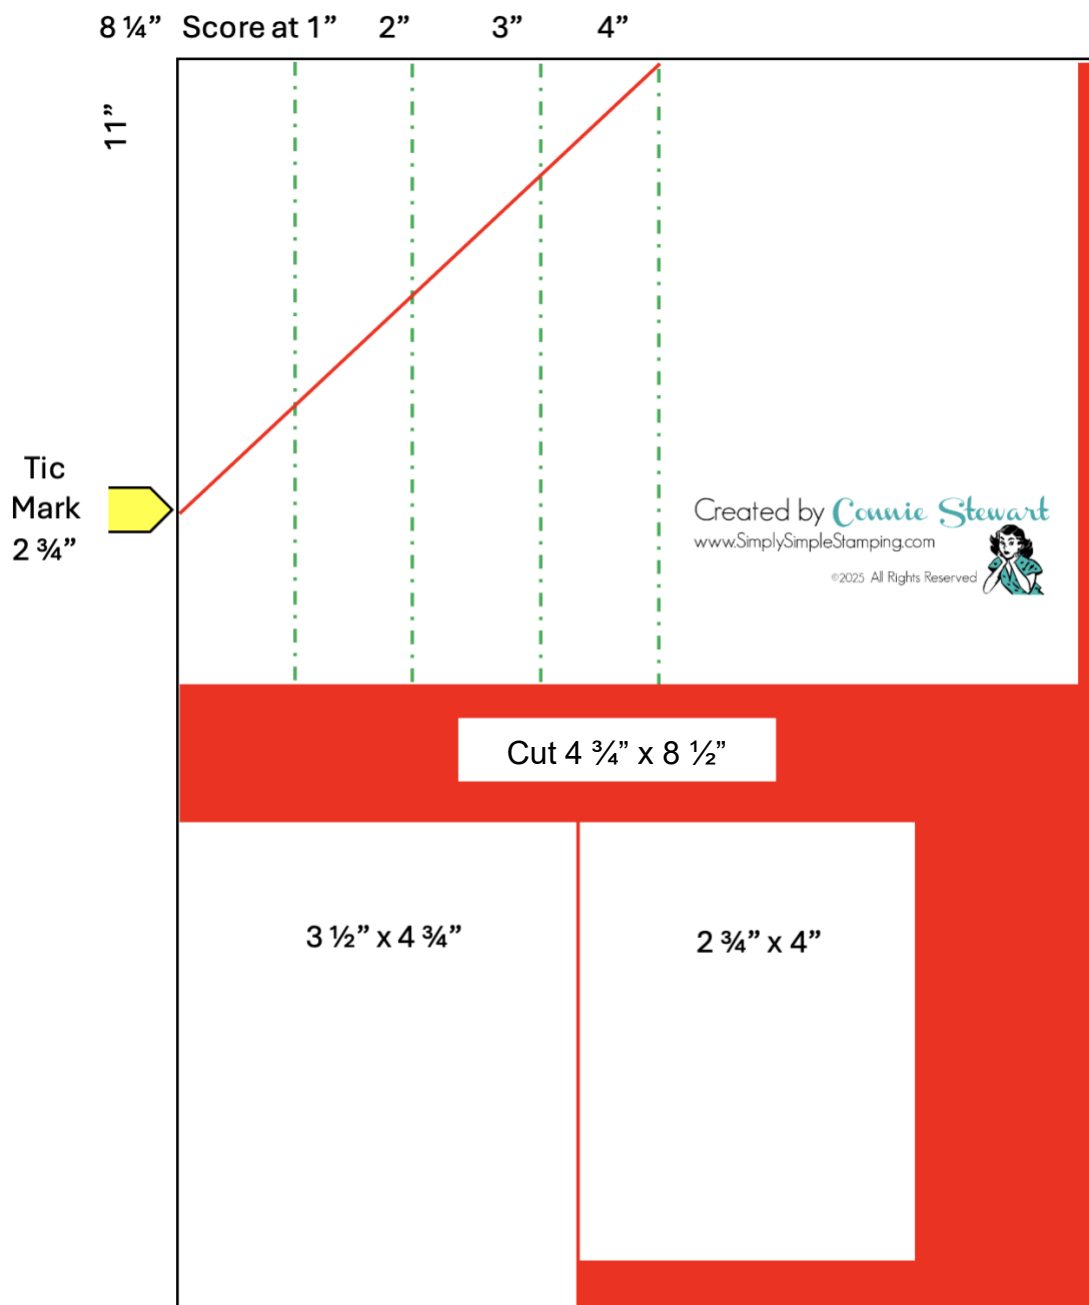 8 ¼” Score at 1” 2” 3” 4”
11”
Tic
Mark
2 ¾”
Created by Connie Stewart
www.SimplySimpleStamping.com
©2025 All Rights Reserved
Cut 4 ¾” x 8 ½”
3 ½” x 4 ¾”
2 ¾” x 4”